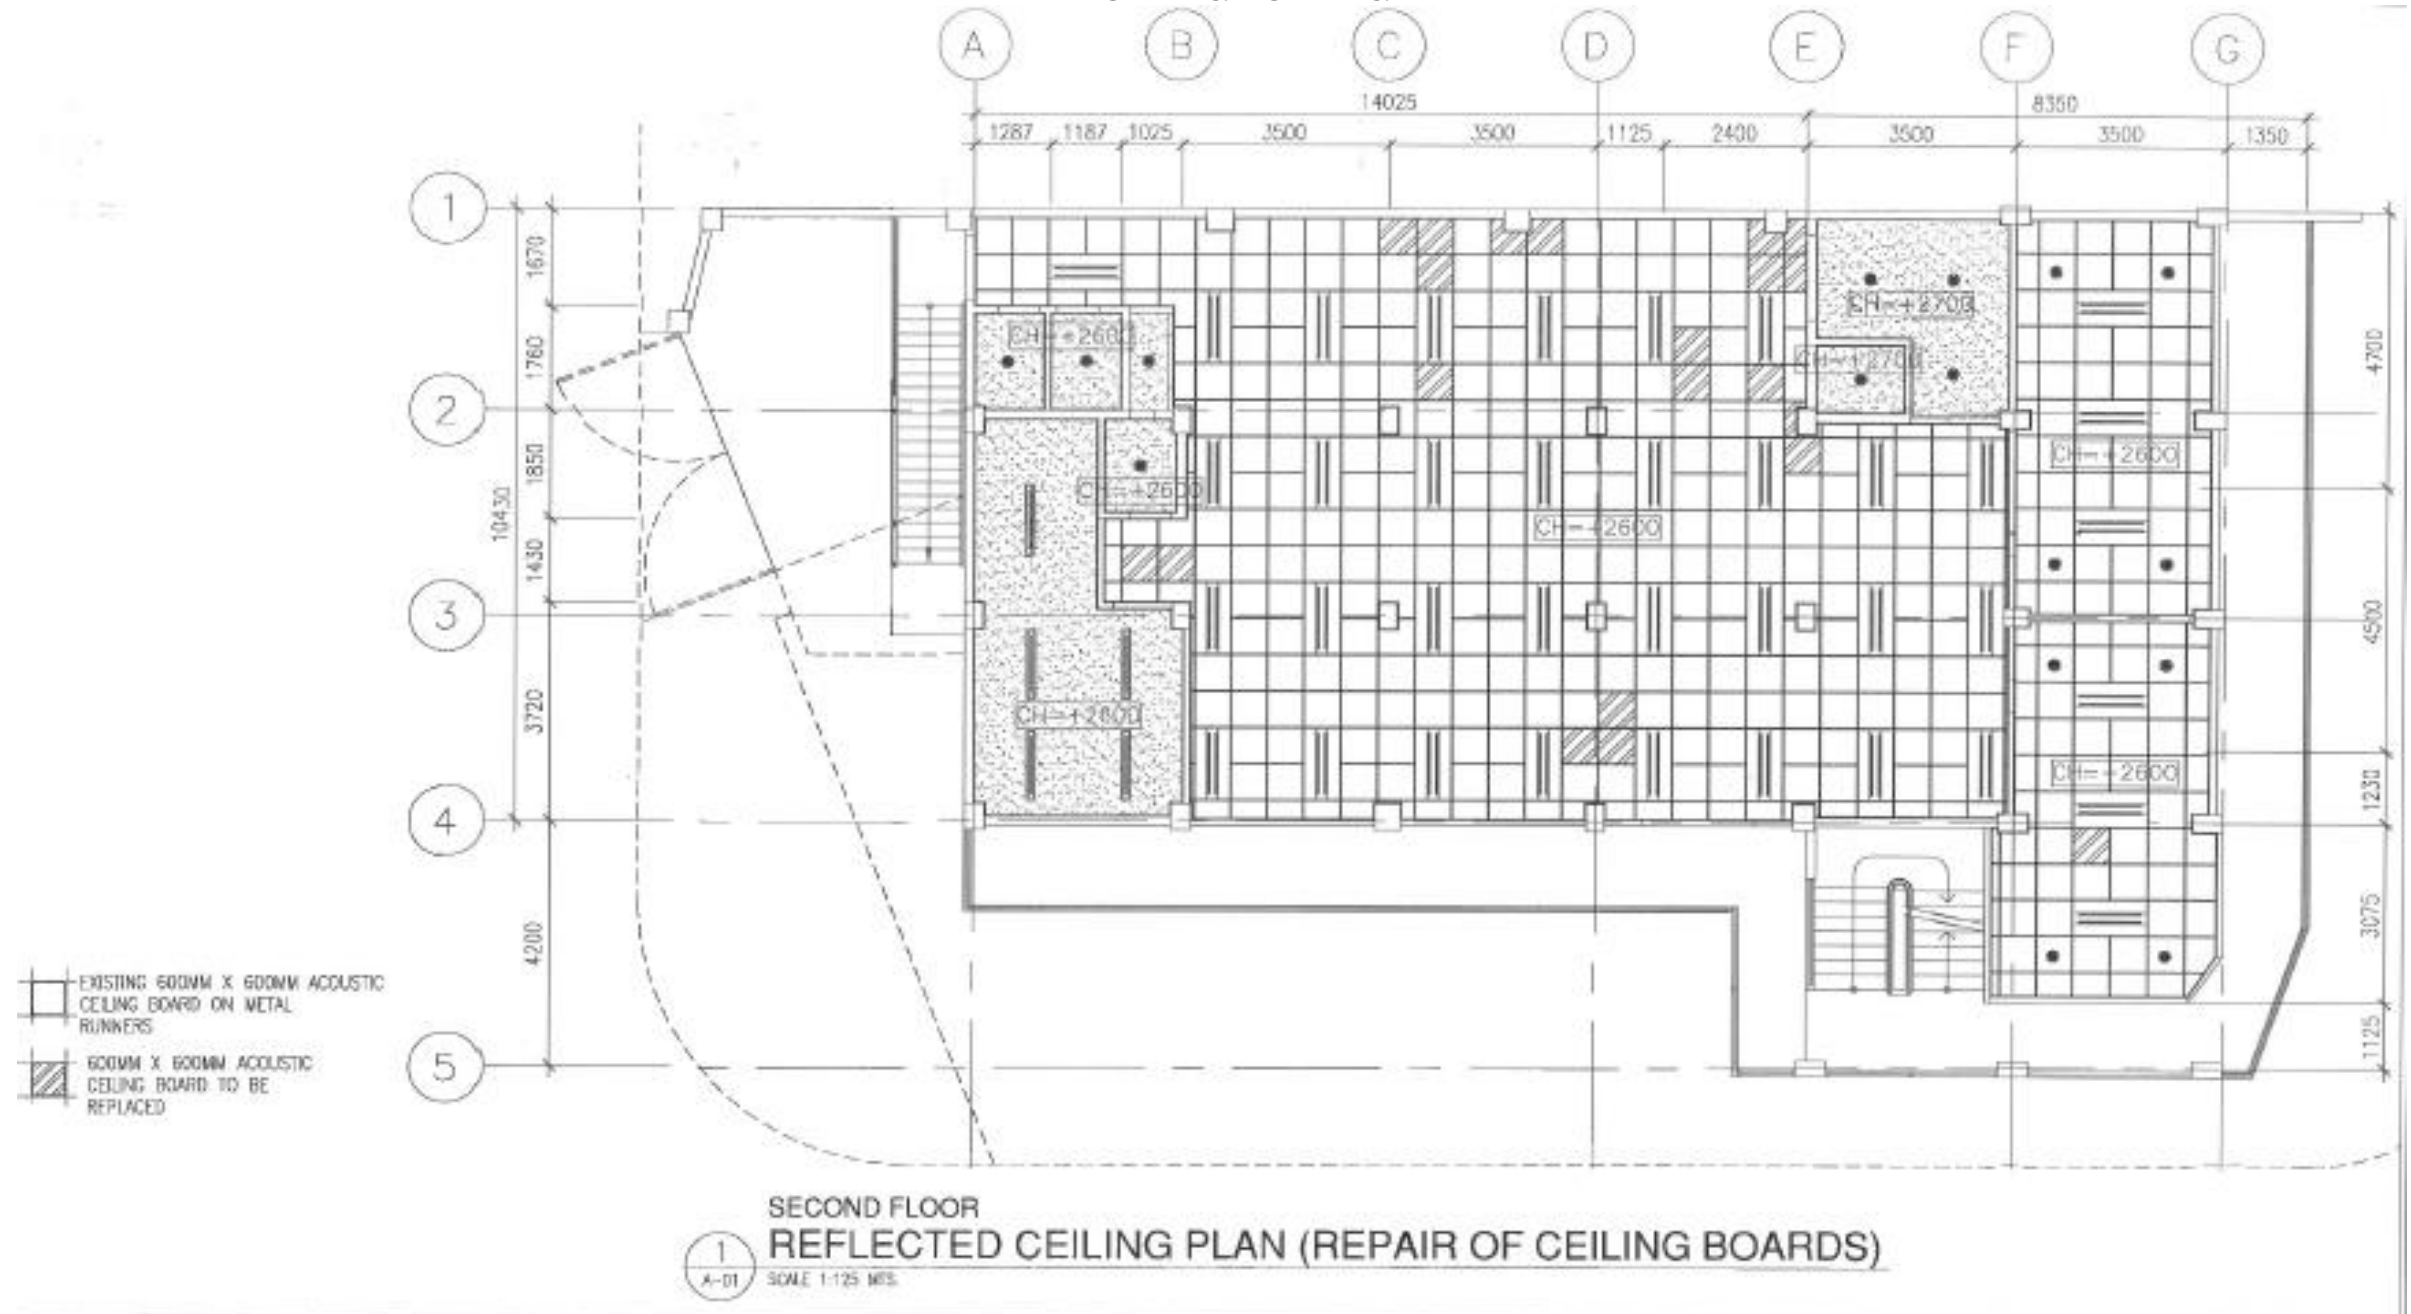 A B C D E F G
14025 8350
1287 1187 1025 3500 3500 1125 2400 3500 3500 1350
1
2
3
4
5
10430
1670
1760
1850
1430
3720
4200
4700
4500
1230
3075
1125
CH=+2600
CH=+2700
CH=+2700
CH=+2600
CH=+2600
CH=+2600
CH=+2600
CH=+2600
EXISTING 600MM X 600MM ACOUSTIC
CEILING BOARD ON METAL
RUNNERS
600MM X 600MM ACOUSTIC
CEILING BOARD TO BE
REPLACED
SECOND FLOOR
1 REFLECTED CEILING PLAN (REPAIR OF CEILING BOARDS)
A-01 SCALE 1:125 MTS.